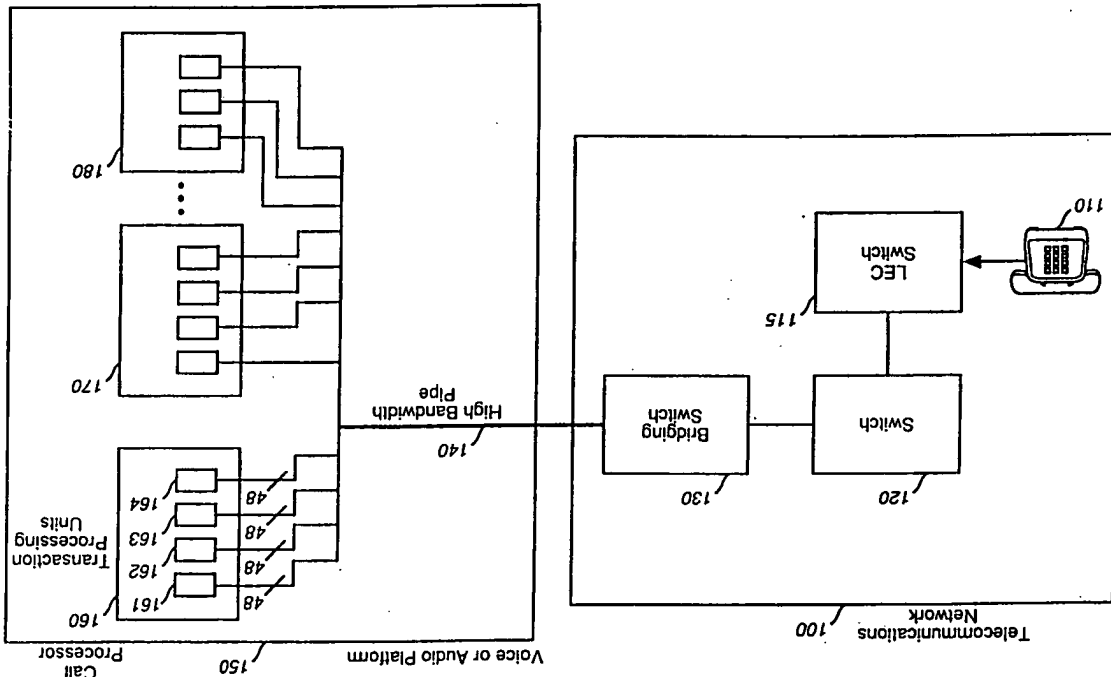 Telecommunications
Network
100
Voice or Audio Platform
150
Call
Processor
160
161
162
163
164
Transaction
Processing
Units
48
48
48
48
120
Switch
130
Bridging
Switch
140
High Bandwidth
Pipe
115
LEC
Switch
110
170
180